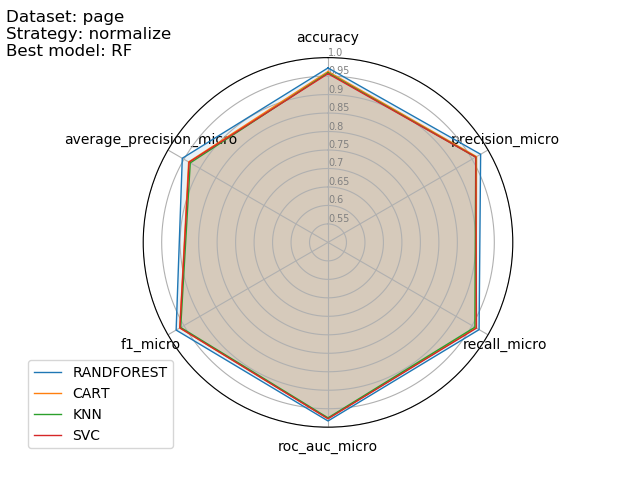 Dataset: page
Strategy: normalize
Best model: RF
accuracy
1.0
0.95
0.9
0.85
0.8
0.75
0.7
0.65
0.6
0.55
average_precision_micro
precision_micro
f1_micro
recall_micro
roc_auc_micro
RANDFOREST
CART
KNN
SVC